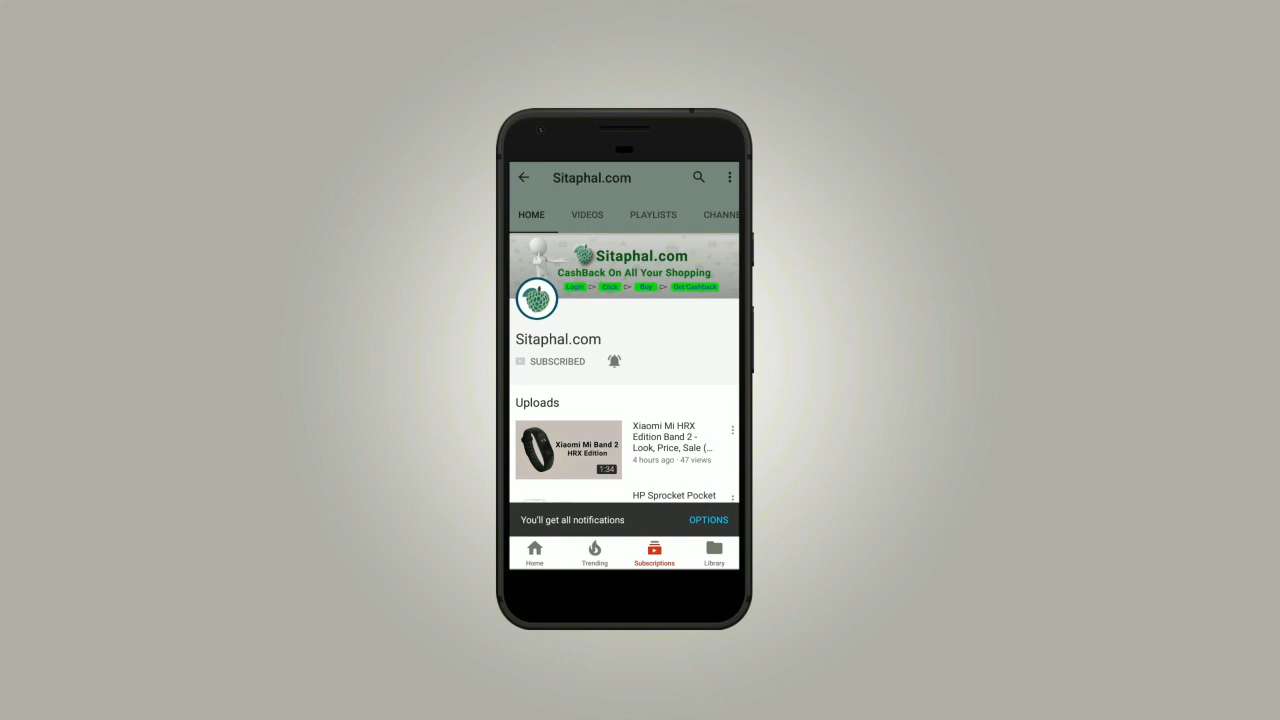 Sitaphal.com
HOME VIDEOS PLAYLISTS CHANNE
Sitaphal.com
CashBack On All Your Shopping
Login Click Buy Get Cashback
Sitaphal.com
SUBSCRIBED
Uploads
Xiaomi Mi Band 2
HRX Edition
1:34
Xiaomi Mi HRX
Edition Band 2 -
Look, Price, Sale (...
4 hours ago · 47 views
HP Sprocket Pocket
You'll get all notifications OPTIONS
Home Trending Subscriptions Library